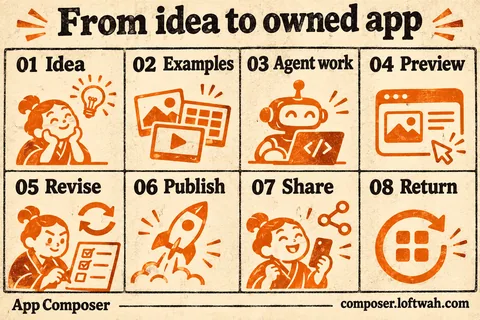 From idea to owned app
01 Idea
02 Examples
03 Agent work
</>
04 Preview
05 Revise
06 Publish
07 Share
08 Return
App Composer
composer.loftwah.com